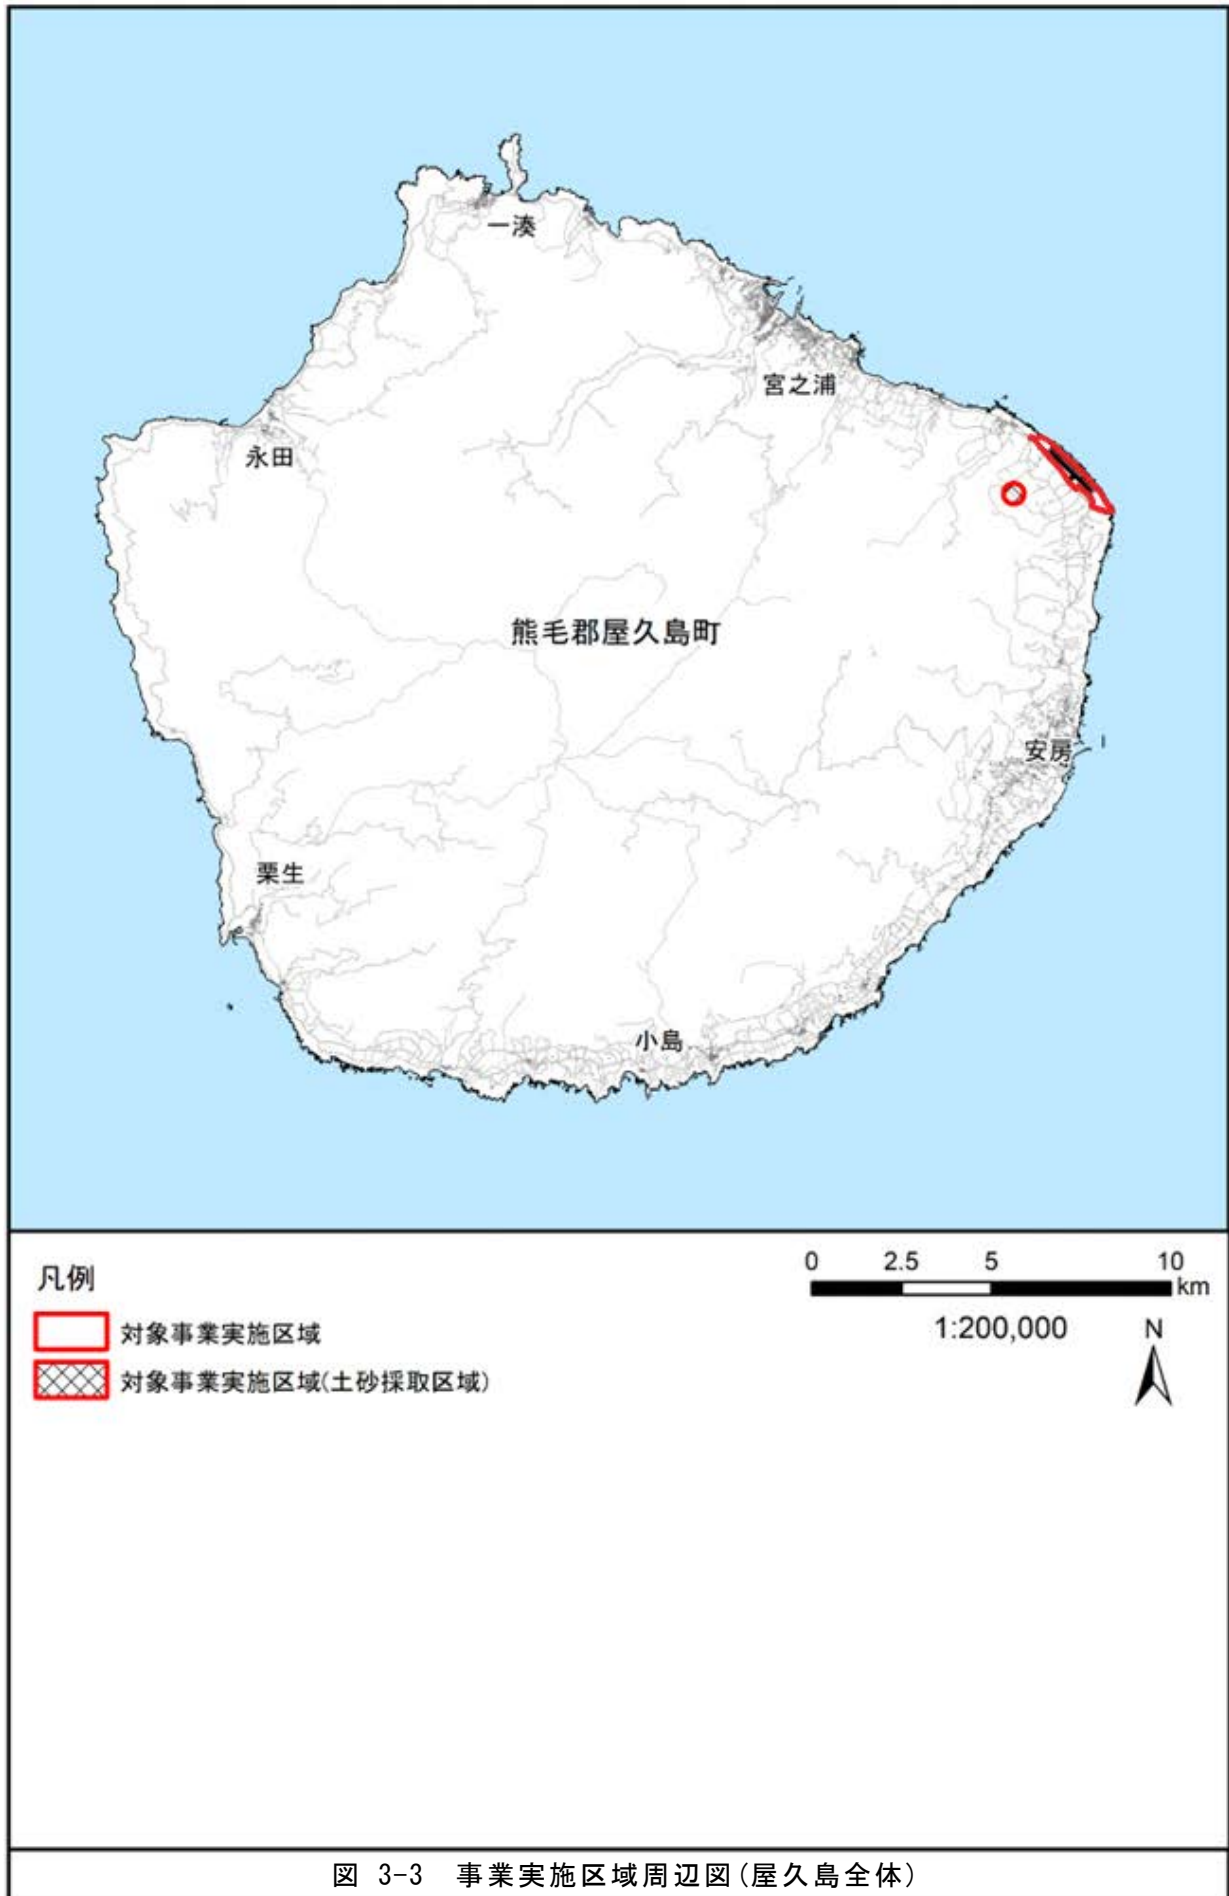 一湊
宮之浦
永田
熊毛郡屋久島町
安房
栗生
小島
凡例
対象事業実施区域
対象事業実施区域(土砂採取区域)
0 2.5 5 10
km
1:200,000
N
図 3-3 事業実施区域周辺図(屋久島全体)